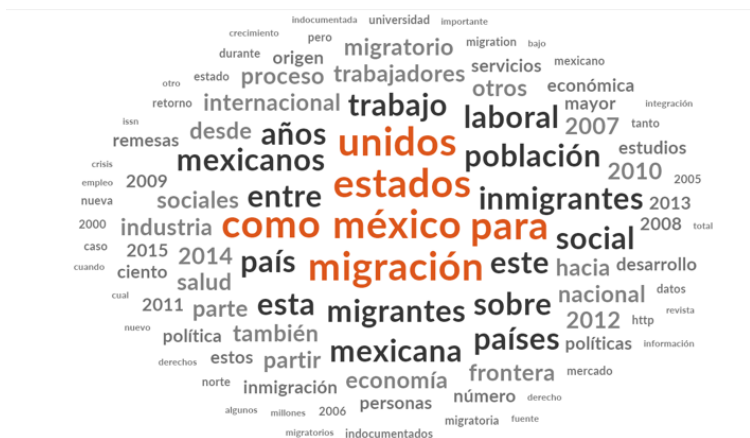 indocumentada universidad importante
crecimiento pero migratorio migration bajo
durante origen servicios mexicano
otro estado proceso trabajadores otros económica
retorno internacional trabajo laboral mayor integración
issn remesas desde años unidos 2007 tanto
crisis mexicanos población estudios
empleo 2009 estados 2010 2005
nueva sociales entre inmigrantes 2013
2000 industria como méxico para social 2008 total
caso 2015 2014 país migración este hacia desarrollo
cuando ciento salud
cual 2011 parte esta migrantes sobre nacional datos
nuevo política también países 2012 http revista
derechos estos partir mexicana políticas información
norte inmigración economía frontera mercado
algunos millones 2006 personas número derecho
migratorios indocumentados migratoria fuente